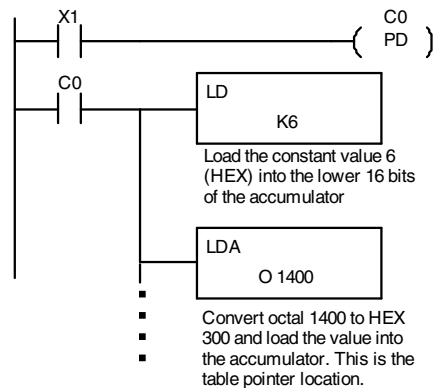 X1
C0
PD
C0
LD
K6
Load the constant value 6
(HEX) into the lower 16 bits
of the accumulator
LDA
O 1400
Convert octal 1400 to HEX
300 and load the value into
the accumulator. This is the
table pointer location.